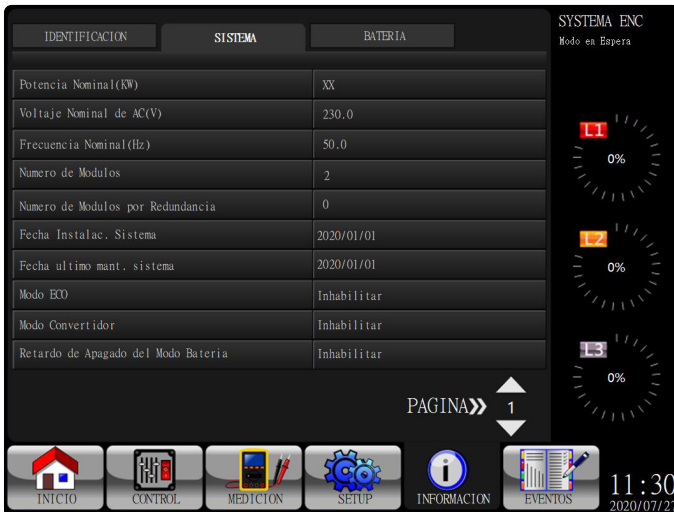 IDENTIFICACION SISTEMA BATERIA
SYSTEMA ENC
Modo en Espera
Potencia Nominal(KW) XX
Voltaje Nominal de AC(V) 230.0
Frecuencia Nominal(Hz) 50.0
Numero de Modulos 2
Numero de Modulos por Redundancia 0
Fecha Instalac. Sistema 2020/01/01
Fecha ultimo mant. sistema 2020/01/01
Modo ECO Inhabilitar
Modo Convertidor Inhabilitar
Retardo de Apagado del Modo Bateria Inhabilitar
L1
0%
L2
0%
L3
0%
PAGINA 1
INICIO CONTROL MEDICION SETUP INFORMACION EVENTOS
11:30
2020/07/27